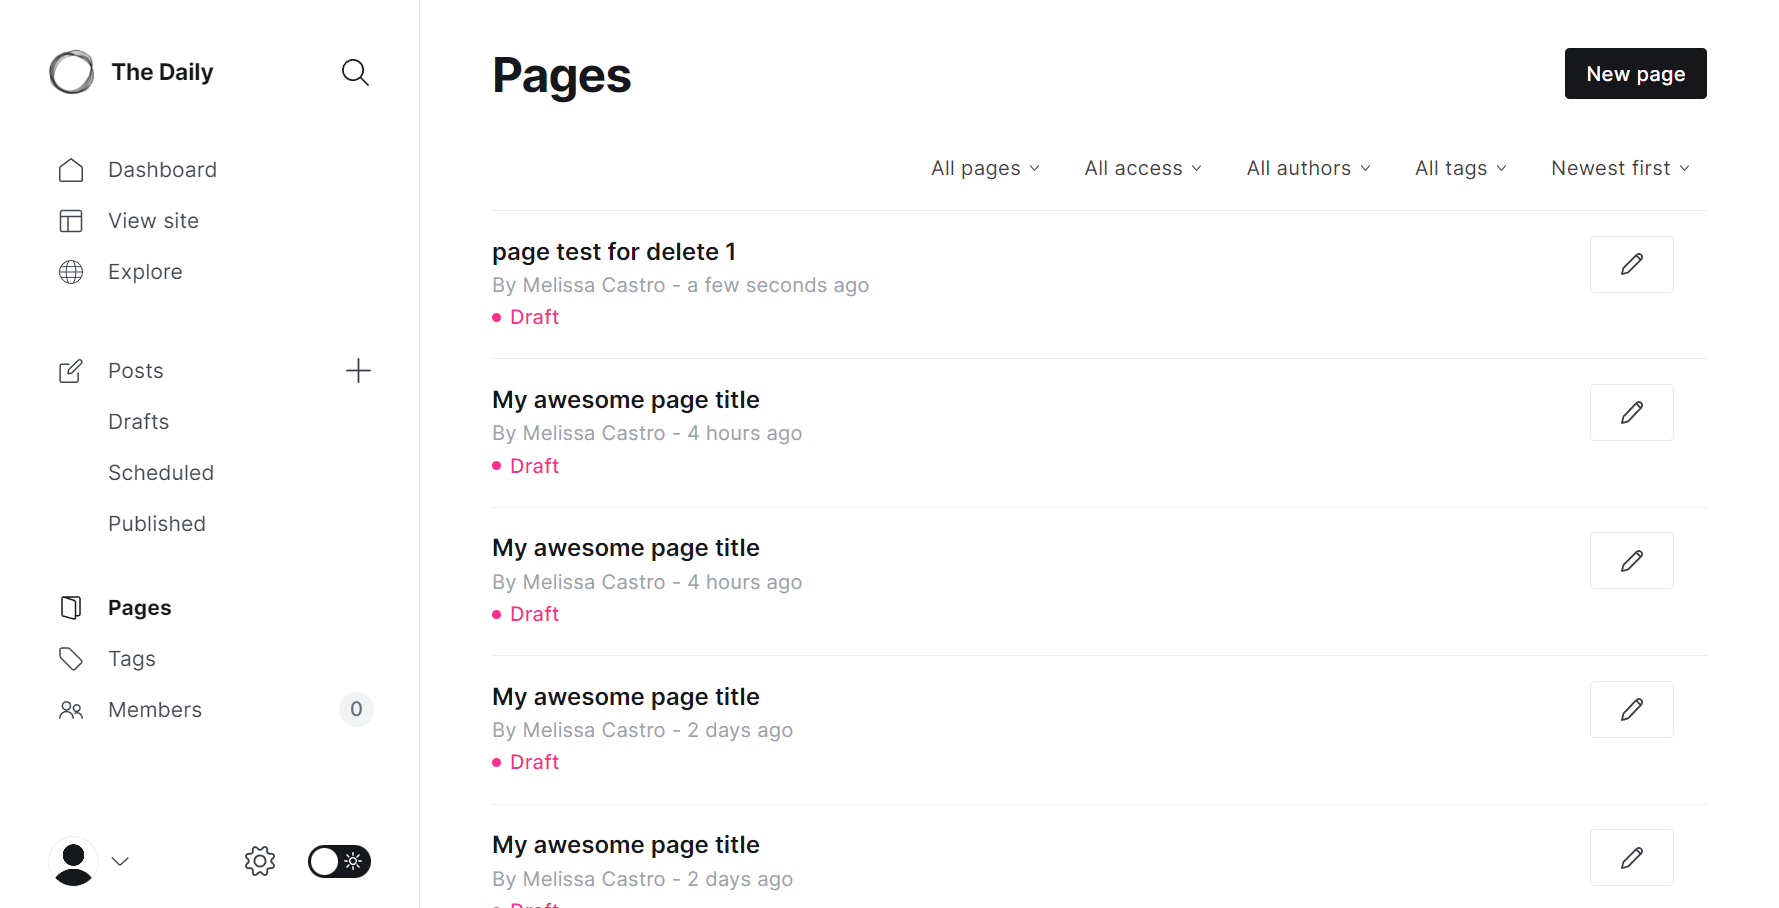 The Daily
Dashboard
View site
Explore
Posts
Drafts
Scheduled
Published
Pages
Tags
Members 0
Pages
New page
All pages All access All authors All tags Newest first
page test for delete 1
By Melissa Castro - a few seconds ago
Draft
My awesome page title
By Melissa Castro - 4 hours ago
Draft
My awesome page title
By Melissa Castro - 4 hours ago
Draft
My awesome page title
By Melissa Castro - 2 days ago
Draft
My awesome page title
By Melissa Castro - 2 days ago
Draft